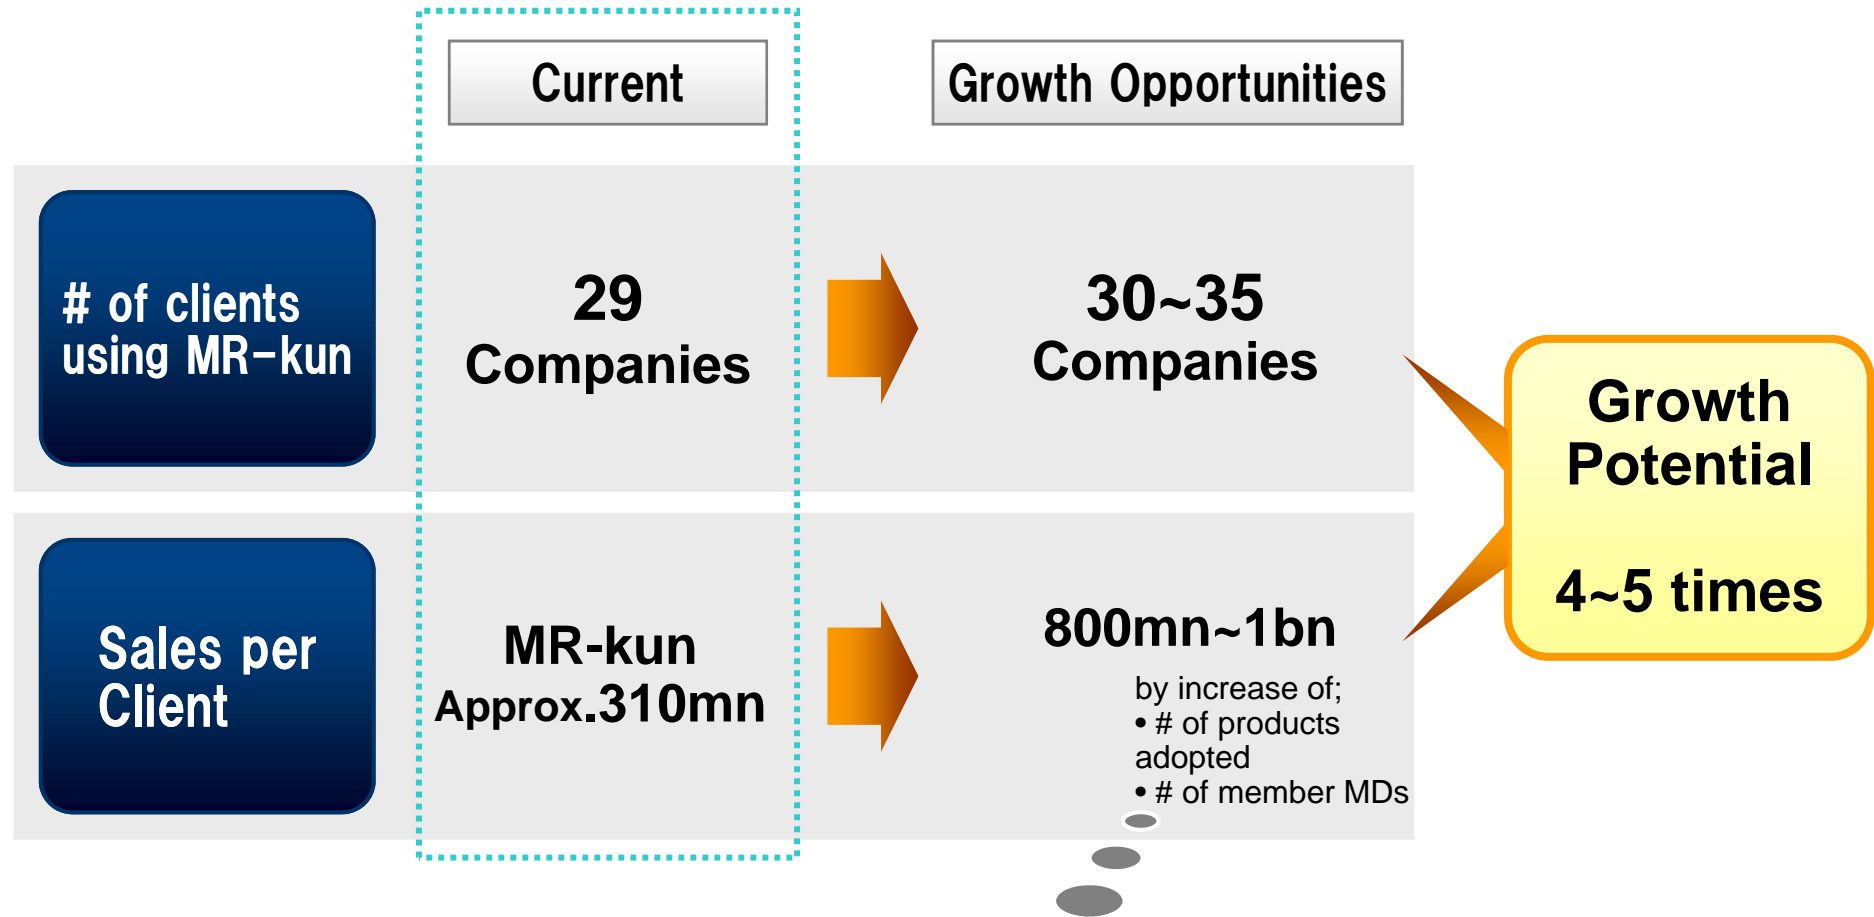 Current
Growth Opportunities
# of clients
using MR-kun
29
Companies
30~35
Companies
Growth
Potential
4~5 times
Sales per
Client
MR-kun
Approx.310mn
800mn~1bn
by increase of;
• # of products
adopted
• # of member MDs